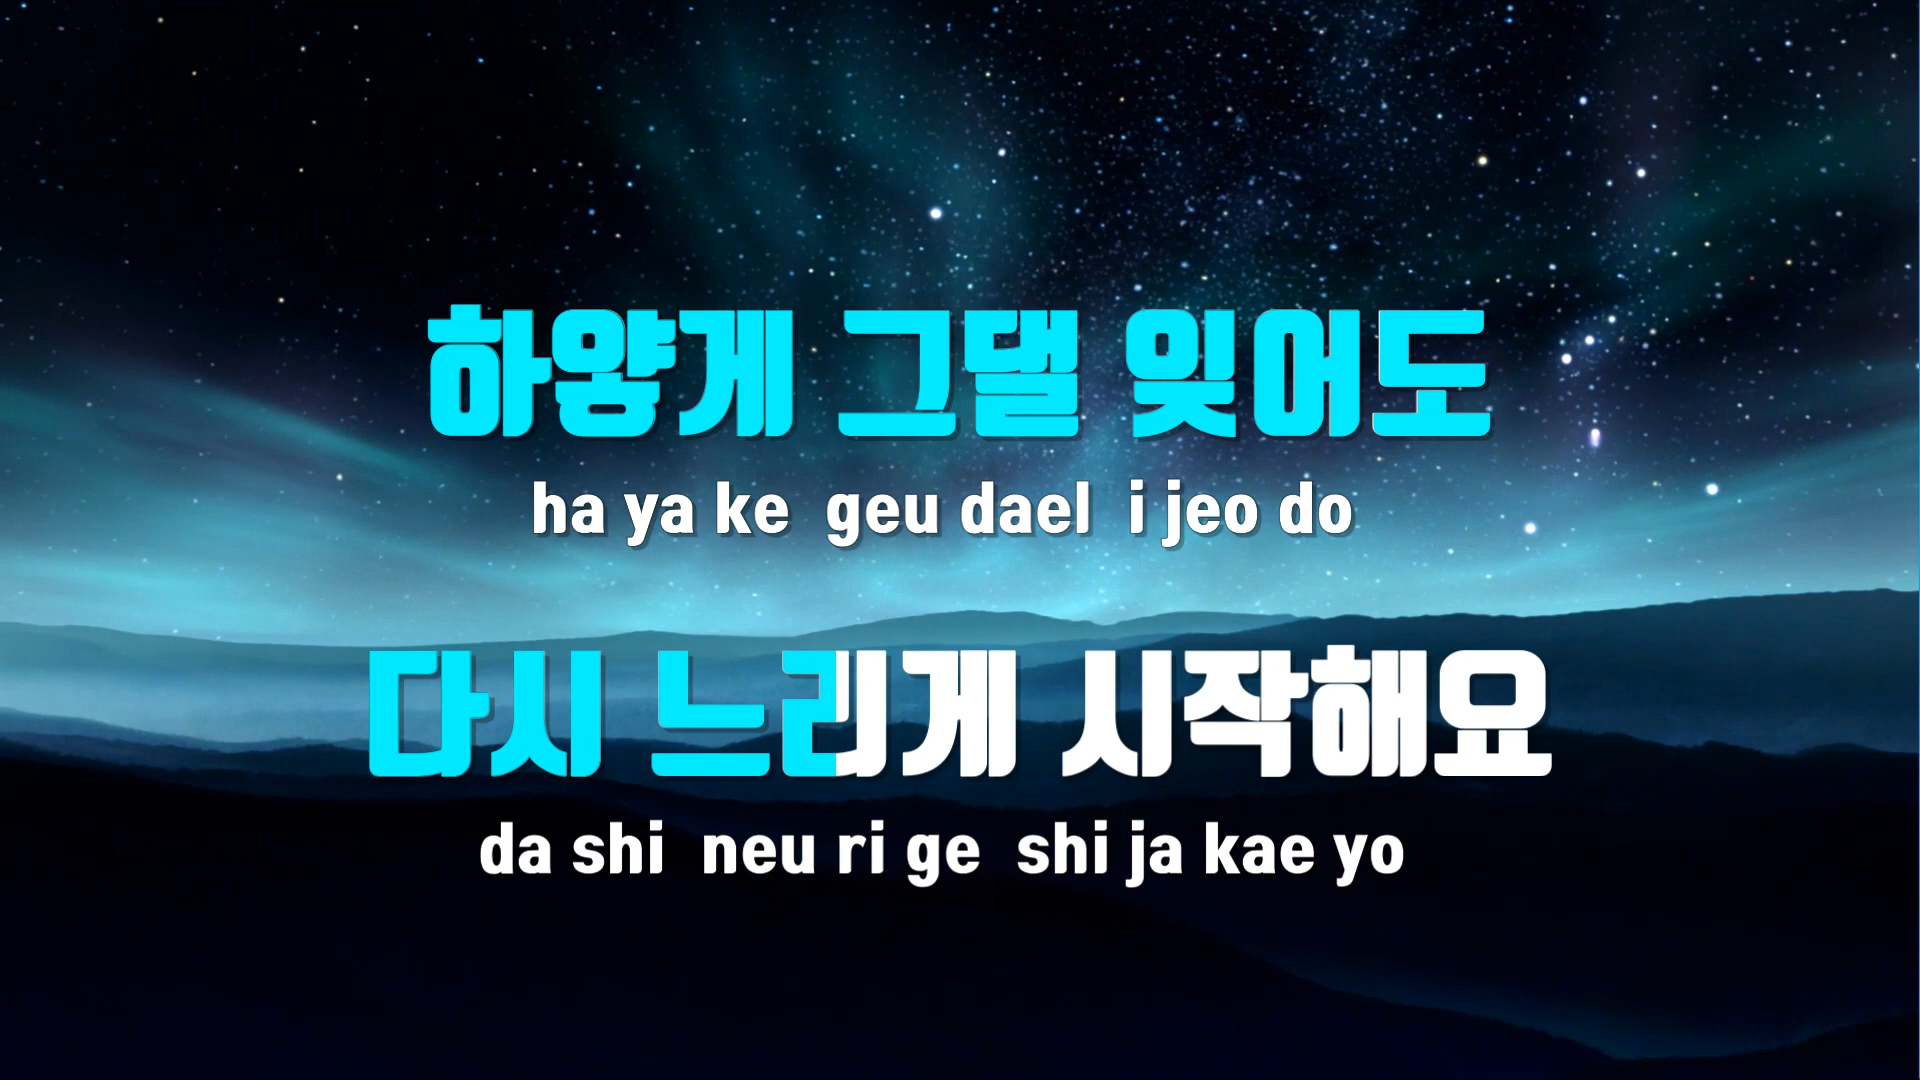 하얗게 그댈 잊어도
ha ya ke geu dael i jeo do
다시 느리게 시작해요
da shi neu ri ge shi ja kae yo